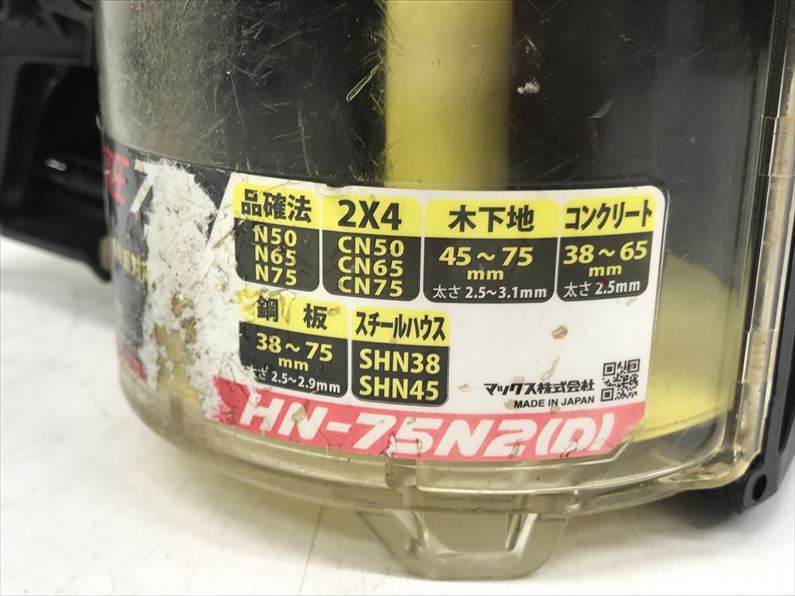 品確法
N50
N65
N75
2X4
CN50
CN65
CN75
木下地
45～75
mm
太さ 2.5～3.1mm
コンクリート
38～65
mm
太さ 2.5mm
鋼 板
38～75
mm
太さ 2.5～2.9mm
スチールハウス
SHN38
SHN45
マックス株式会社
MADE IN JAPAN
HN-75N2(D)